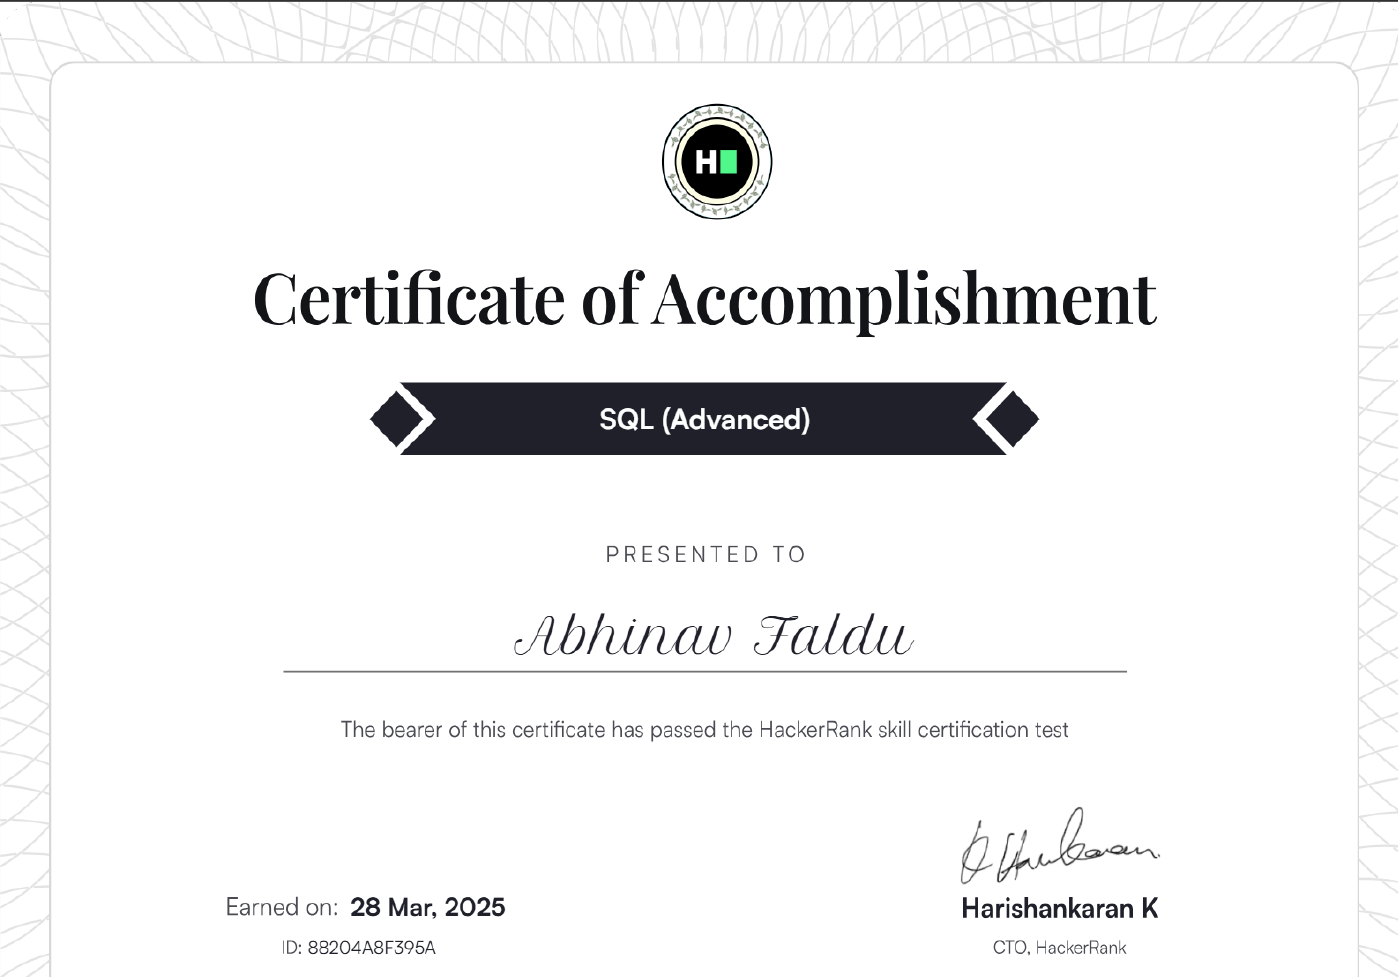 H
Certificate of Accomplishment
SQL (Advanced)
PRESENTED TO
Abhinav Faldu
The bearer of this certificate has passed the HackerRank skill certification test
Earned on: 28 Mar, 2025
ID: 88204A8F395A
Harishankaran K
CTO, HackerRank